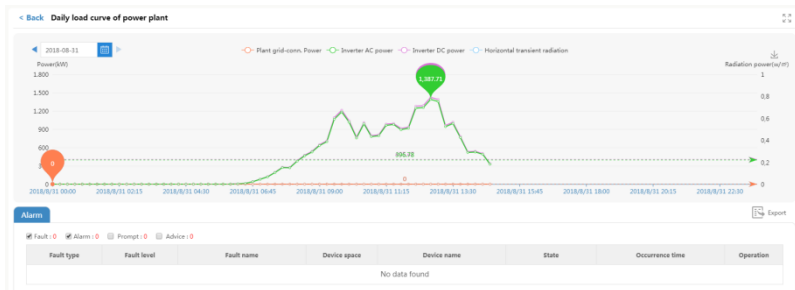 < Back Daily load curve of power plant
2018-08-31
Plant grid-conn. Power Inverter AC power Inverter DC power Horizontal transient radiation
Power(kW) Radiation power(w/㎡)
1.800 1
1.500 0,8
1.200 0,6
900 0,4
600 0,2
0 0
1,387.71
695.98
0
0
2018/8/31 00:00 2018/8/31 02:15 2018/8/31 04:30 2018/8/31 06:45 2018/8/31 09:00 2018/8/31 11:15 2018/8/31 13:30 2018/8/31 15:45 2018/8/31 18:00 2018/8/31 20:15 2018/8/31 22:30
Alarm Export
Fault : 0 Alarm : 0 Prompt : 0 Advice : 0
Fault type Fault level Fault name Device space Device name State Occurrence time Operation
No data found